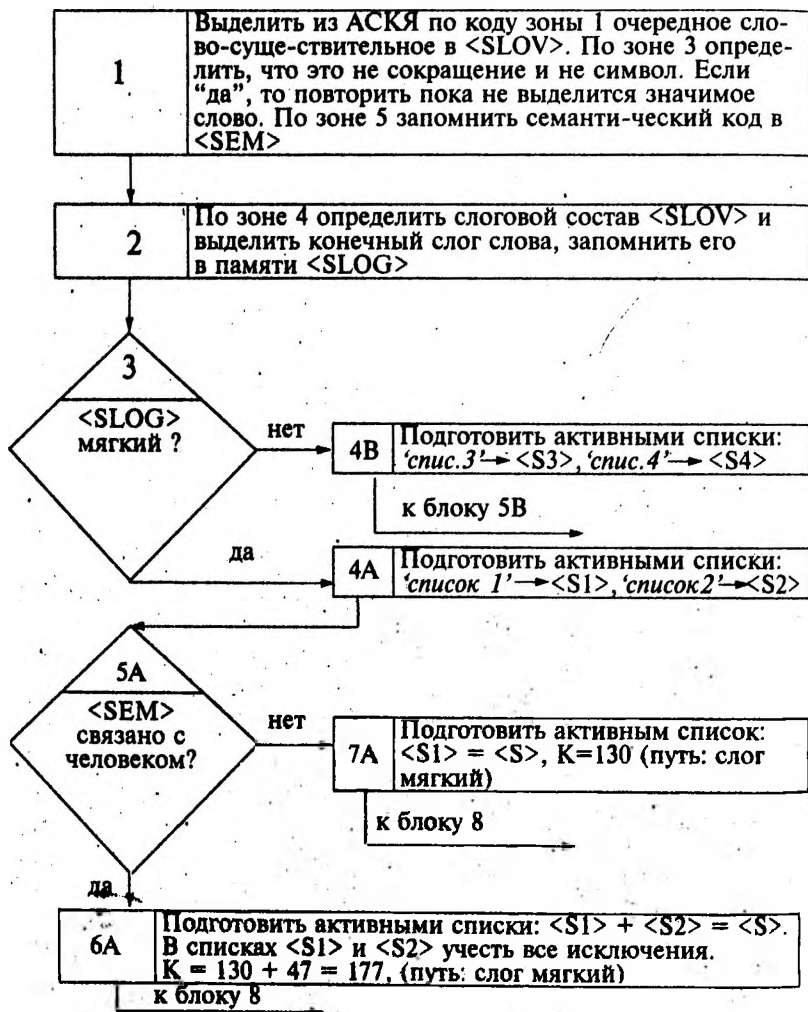 1
Выделить из АСКЯ по коду зоны 1 очередное сло-
во-суще-ствительное в <SLOV>. По зоне 3 опреде-
лить, что это не сокращение и не символ. Если
“да”, то повторить пока не выделится значимое
слово. По зоне 5 запомнить семанти-ческий код в
<SEM>
2
По зоне 4 определить слоговой состав <SLOV> и
выделить конечный слог слова, запомнить его
в памяти <SLOG>
3
<SLOG>
мягкий ?
нет
4В
Подготовить активными списки:
‘спис.3’→ <S3>, ‘спис.4’→ <S4>
к блоку 5В
да
4А
Подготовить активными списки:
‘список 1’→<S1>, ‘список2’→<S2>
5А
<SEM>
связано с
человеком?
нет
7А
Подготовить активным список:
<S1> = <S>, K=130 (путь: слог
мягкий)
к блоку 8
да
6А
Подготовить активными списки: <S1> + <S2> = <S>.
В списках <S1> и <S2> учесть все исключения.
K = 130 + 47 = 177, (путь: слог мягкий)
к блоку 8